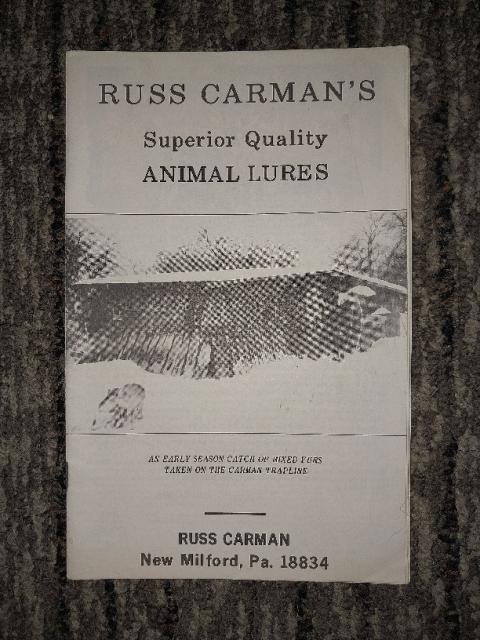 RUSS CARMAN'S
Superior Quality
ANIMAL LURES
AN EARLY SEASON CATCH OF MIXED FURS
TAKEN ON THE CARMAN TRAPLINE
RUSS CARMAN
New Milford, Pa. 18834